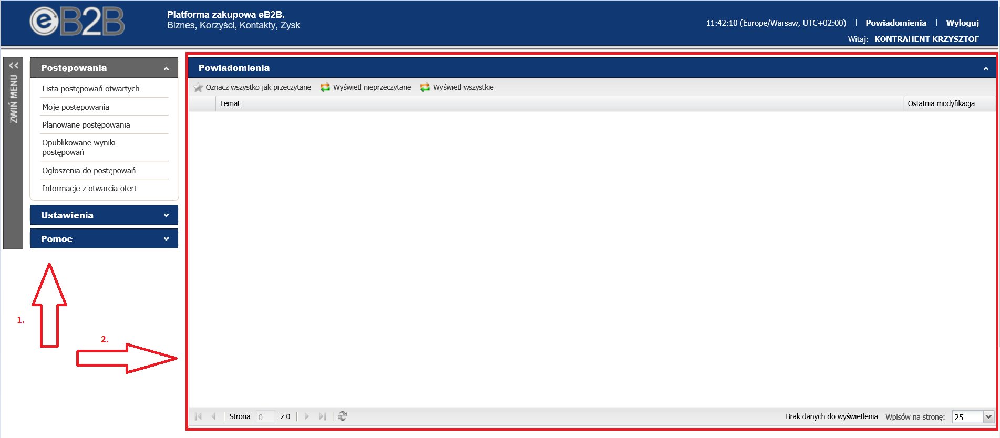 eB2B
Platforma zakupowa eB2B.
Biznes, Korzyści, Kontakty, Zysk
11:42:10 (Europe/Warsaw, UTC+02:00) | Powiadomienia | Wyloguj
Witaj: KONTRAHENT KRZYSZTOF
<< ZWIŃ MENU
Postępowania
Lista postępowań otwartych
Moje postępowania
Planowane postępowania
Opublikowane wyniki
postępowań
Ogłoszenia do postępowań
Informacje z otwarcia ofert
Ustawienia
Pomoc
1.
2.
Powiadomienia
Oznacz wszystko jak przeczytane Wyświetl nieprzeczytane Wyświetl wszystkie
Temat Ostatnia modyfikacja
Strona 0 z 0 Brak danych do wyświetlenia Wpisów na stronę: 25